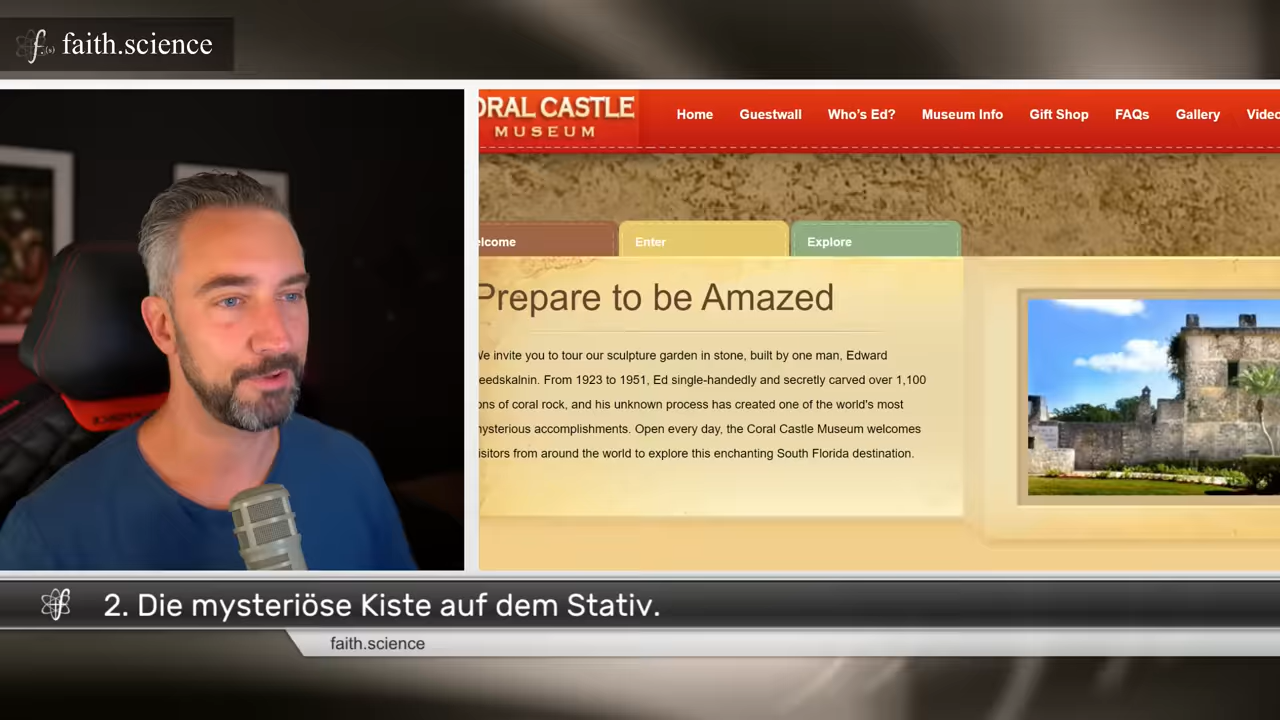 faith.science
ORAL CASTLE
MUSEUM
Home Guestwall Who's Ed? Museum Info Gift Shop FAQs Gallery Video
elcome Enter Explore
Prepare to be Amazed
We invite you to tour our sculpture garden in stone, built by one man, Edward
eedskalnin. From 1923 to 1951, Ed single-handedly and secretly carved over 1,100
ons of coral rock, and his unknown process has created one of the world's most
mysterious accomplishments. Open every day, the Coral Castle Museum welcomes
isitors from around the world to explore this enchanting South Florida destination.
2. Die mysteriöse Kiste auf dem Stativ.
faith.science